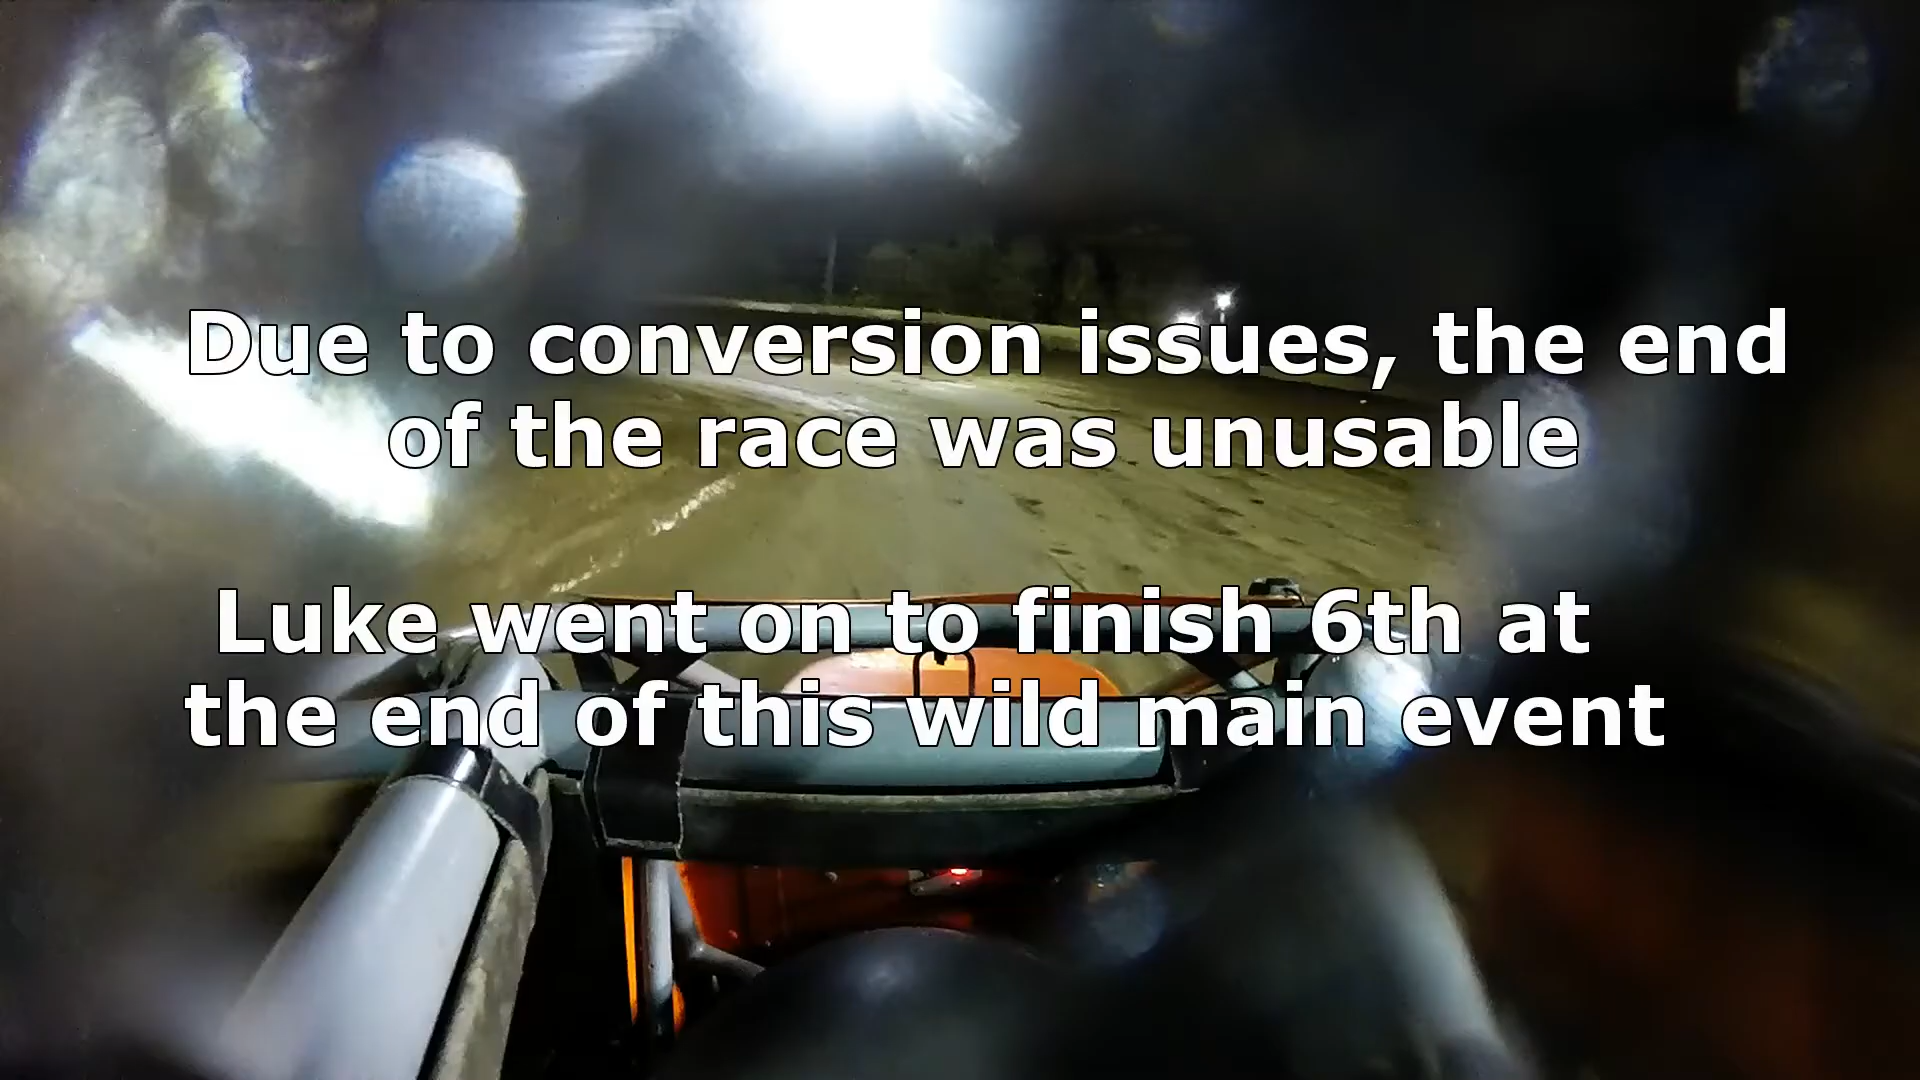 Due to conversion issues, the end
of the race was unusable
Luke went on to finish 6th at
the end of this wild main event